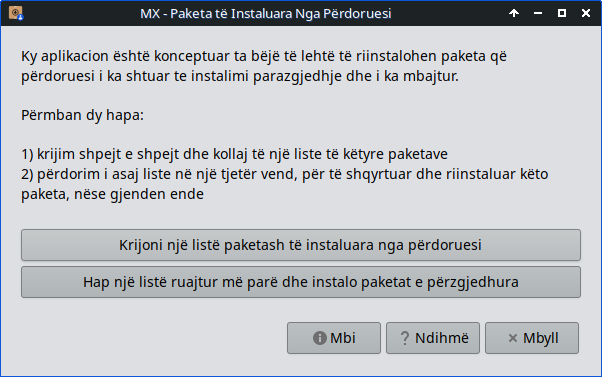 MX - Paketa të Instaluara Nga Përdoruesi
Ky aplikacion është konceptuar ta bëjë të lehtë të riinstalohen paketa që
përdoruesi i ka shtuar te instalimi parazgjedhje dhe i ka mbajtur.
Përmban dy hapa:
1) krijim shpejt e shpejt dhe kollaj të një liste të këtyre paketave
2) përdorim i asaj liste në një tjetër vend, për të shqyrtuar dhe riinstaluar këto
paketa, nëse gjenden ende
Krijoni një listë paketash të instaluara nga përdoruesi
Hap një listë ruajtur më parë dhe instalo paketat e përzgjedhura
Mbi
Ndihmë
Mbyll